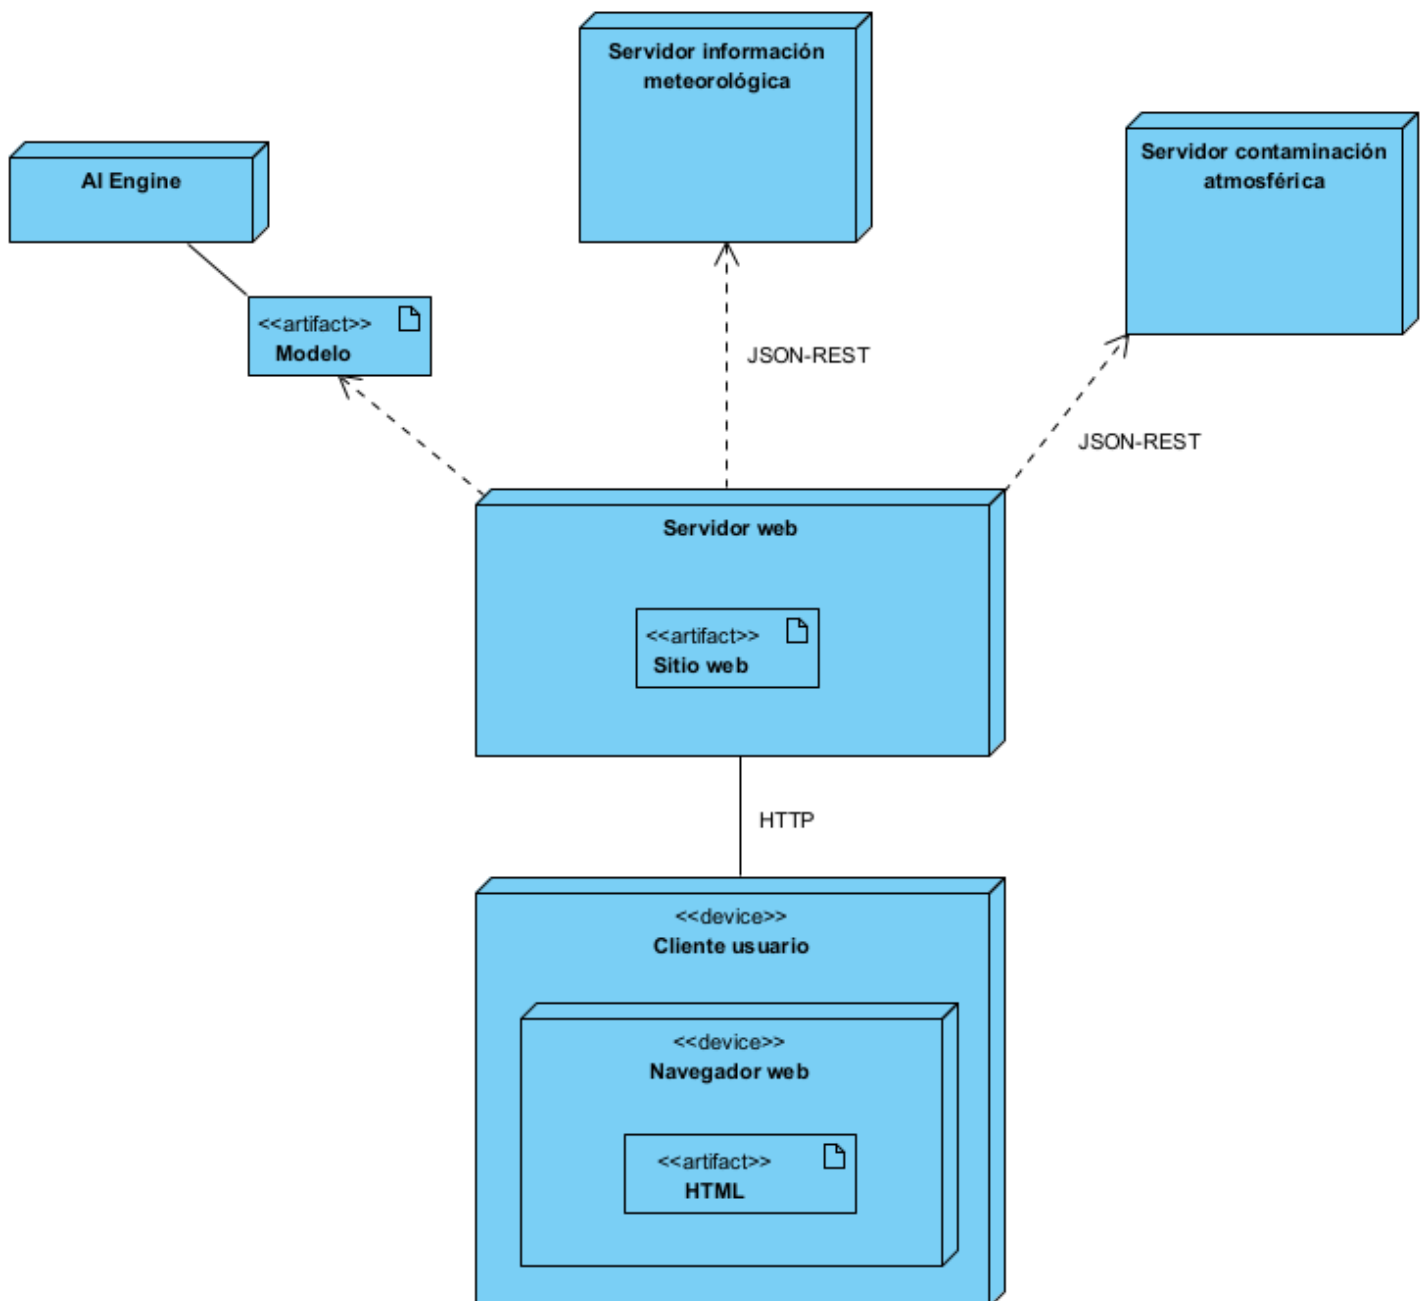 Servidor información
meteorológica
Servidor contaminación
atmosférica
AI Engine
<<artifact>>
Modelo
JSON-REST
JSON-REST
Servidor web
<<artifact>>
Sitio web
HTTP
<<device>>
Cliente usuario
<<device>>
Navegador web
<<artifact>>
HTML